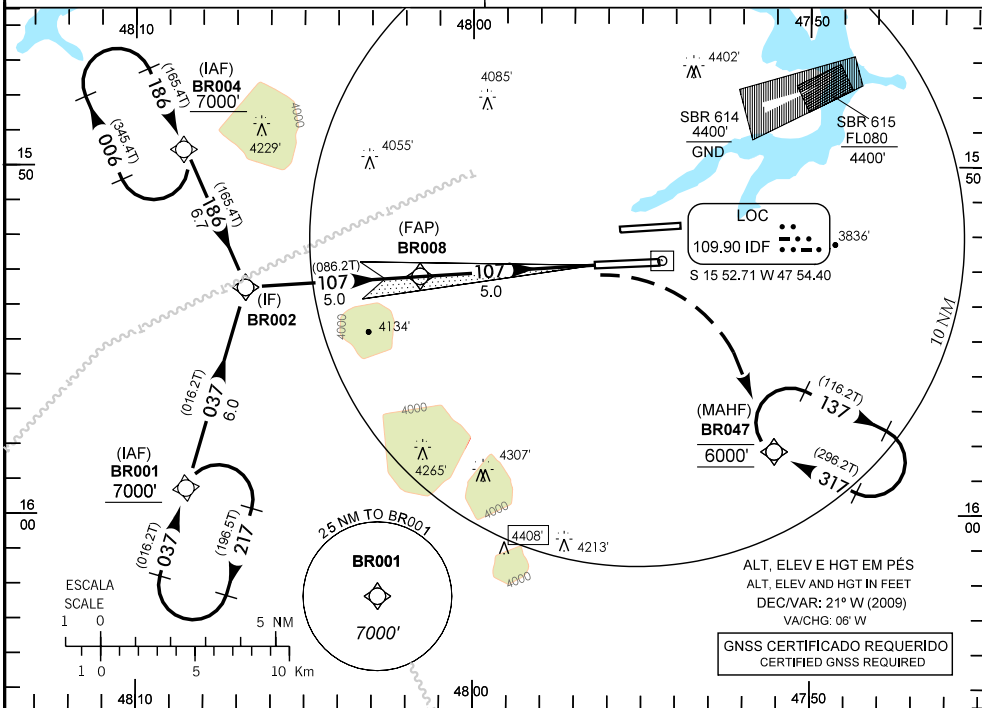 48 10
48 00
47 50
15
50
15
50
16
00
16
00
48 10
48 00
47 50
(165.4T)
186
(IAF)
BR004
7000'
(345.4T)
006
4000
4229'
4085'
4055'
4402'
SBR 614
4400'
GND
SBR 615
FL080
4400'
(165.4T)
186
6.7
(FAP)
BR008
LOC
109.90 IDF
3836'
S 15 52.71 W 47 54.40
(086.2T)
107
5.0
107
5.0
(IF)
BR002
4000
4134'
10 NM
(016.2T)
037
6.0
4000
4265'
4307'
4000
(MAHF)
BR047
6000'
(116.2T)
137
(296.2T)
317
(IAF)
BR001
7000'
(016.2T)
037
(196.5T)
217
25 NM TO BR001
BR001
7000'
4408'
4213'
4000
ESCALA
SCALE
1 0 5 NM
1 0 5 10 Km
ALT, ELEV E HGT EM PÉS
ALT, ELEV AND HGT IN FEET
DEC/VAR: 21º W (2009)
VA/CHG: 06' W
GNSS CERTIFICADO REQUERIDO
CERTIFIED GNSS REQUIRED